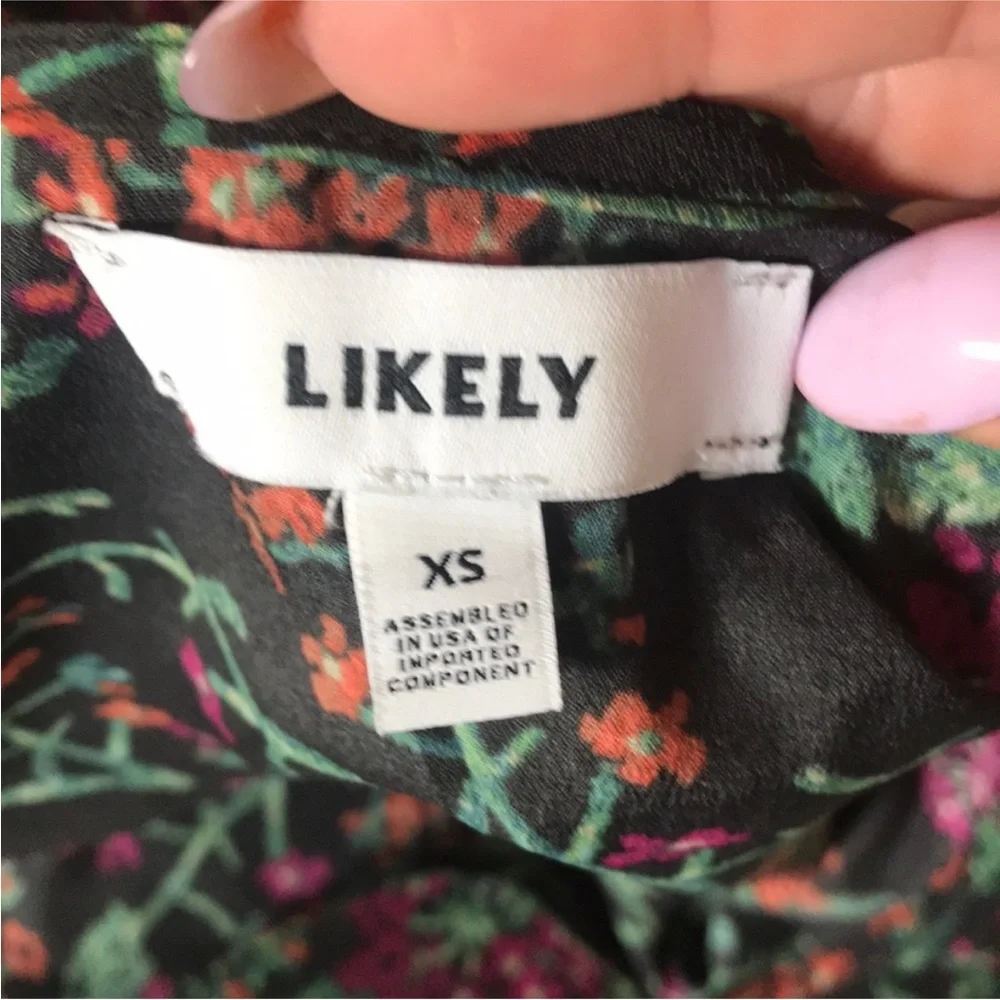 LIKELY
XS
ASSEMBLED
IN USA OF
IMPORTED
COMPONENT